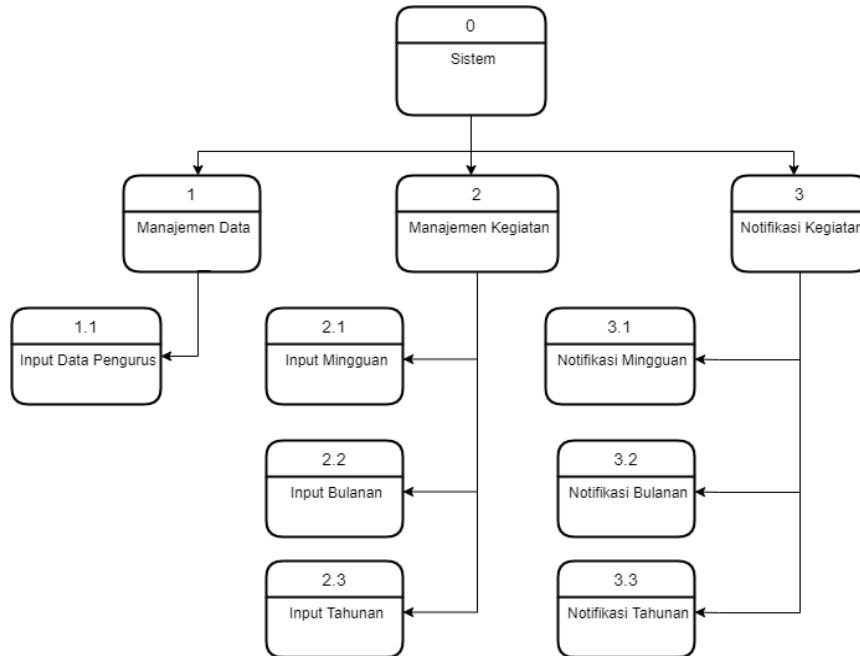 0
Sistem
1
Manajemen Data
2
Manajemen Kegiatan
3
Notifikasi Kegiatan
1.1
Input Data Pengurus
2.1
Input Mingguan
3.1
Notifikasi Mingguan
2.2
Input Bulanan
3.2
Notifikasi Bulanan
2.3
Input Tahunan
3.3
Notifikasi Tahunan